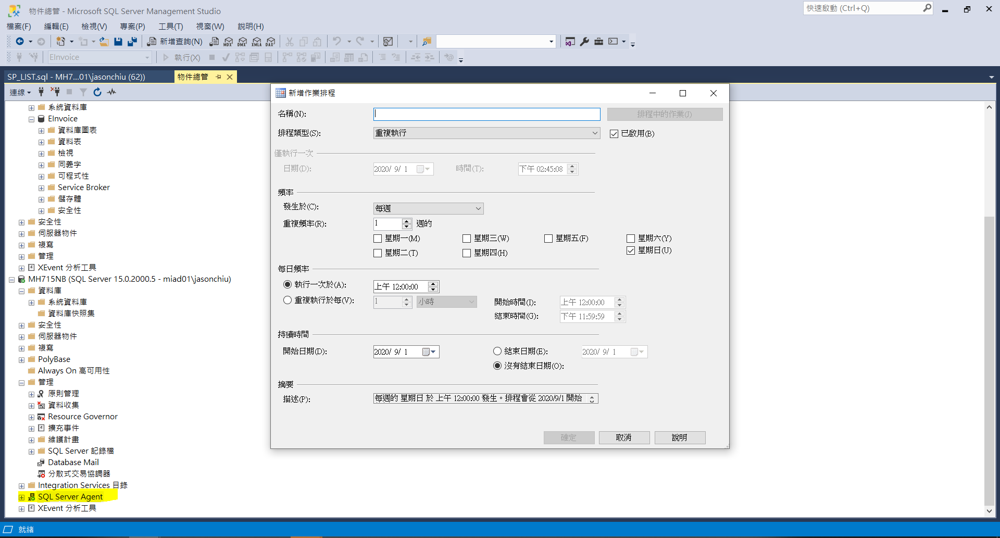 物件總管 - Microsoft SQL Server Management Studio
快速啟動 (Ctrl+Q)
檔案(F) 編輯(E) 檢視(V) 專案(P) 工具(T) 視窗(W) 說明(H)
新增查詢(N) MDX DMX XMLA DAX
EInvoice 執行(X)
SP_LIST.sql - MH7...01\jasonchiu (62)) 物件總管
連線
系統資料庫
EInvoice
資料庫圖表
資料表
檢視
同義字
可程式性
Service Broker
儲存體
安全性
安全性
伺服器物件
複寫
管理
XEvent 分析工具
MH715NB (SQL Server 15.0.2000.5 - miad01\jasonchiu)
資料庫
系統資料庫
資料庫快照集
安全性
伺服器物件
複寫
PolyBase
Always On 高可用性
管理
原則管理
資料收集
Resource Governor
擴充事件
維護計畫
SQL Server 記錄檔
Database Mail
分散式交易協調器
Integration Services 目錄
SQL Server Agent
XEvent 分析工具
新增作業排程
名稱(N): 排程中的作業(J)
排程類型(S): 重複執行 已啟用(B)
僅執行一次
日期(D): 2020/ 9/ 1 時間(T): 下午 02:45:08
頻率
發生於(C): 每週
重複頻率(R): 1 週的
星期一(M) 星期三(W) 星期五(F) 星期六(Y)
星期二(T) 星期四(H) 星期日(U)
每日頻率
執行一次於(A): 上午 12:00:00
重複執行於每(V): 1 小時 開始時間(I): 上午 12:00:00
結束時間(G): 下午 11:59:59
持續時間
開始日期(D): 2020/ 9/ 1 結束日期(E): 2020/ 9/ 1
沒有結束日期(O):
摘要
描述(P): 每週的 星期日 於 上午 12:00:00 發生。排程會從 2020/9/1 開始
確定 取消 說明
就緒